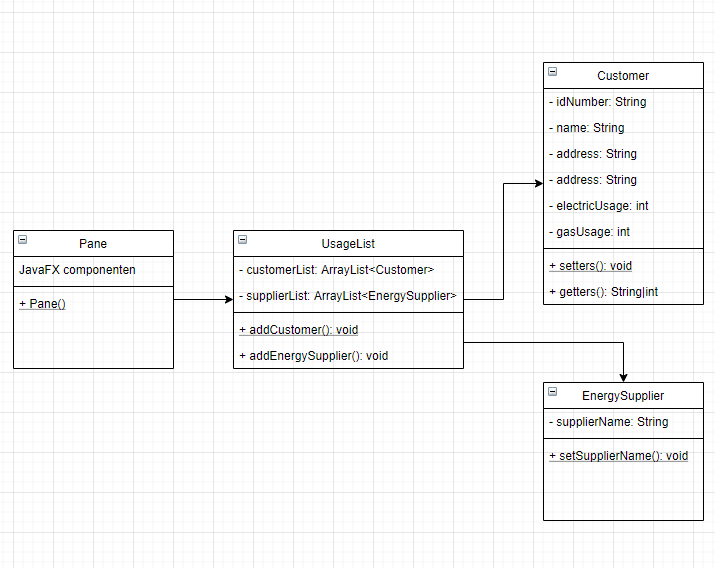 Customer
- idNumber: String
- name: String
- address: String
- address: String
- electricUsage: int
- gasUsage: int
+ setters(): void
+ getters(): String|int
Pane
JavaFX componenten
+ Pane()
UsageList
- customerList: ArrayList<Customer>
- supplierList: ArrayList<EnergySupplier>
+ addCustomer(): void
+ addEnergySupplier(): void
EnergySupplier
- supplierName: String
+ setSupplierName(): void